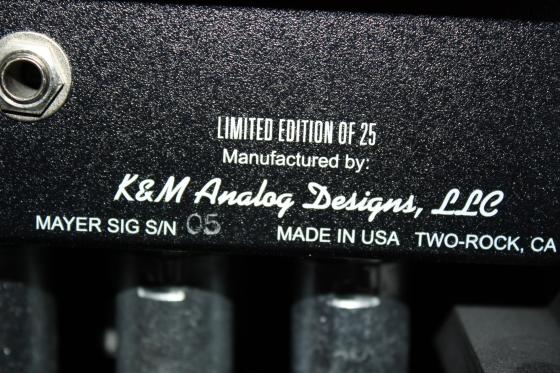 LIMITED EDITION OF 25
Manufactured by:
K&M Analog Designs, LLC
MAYER SIG S/N 05 MADE IN USA TWO-ROCK, CA